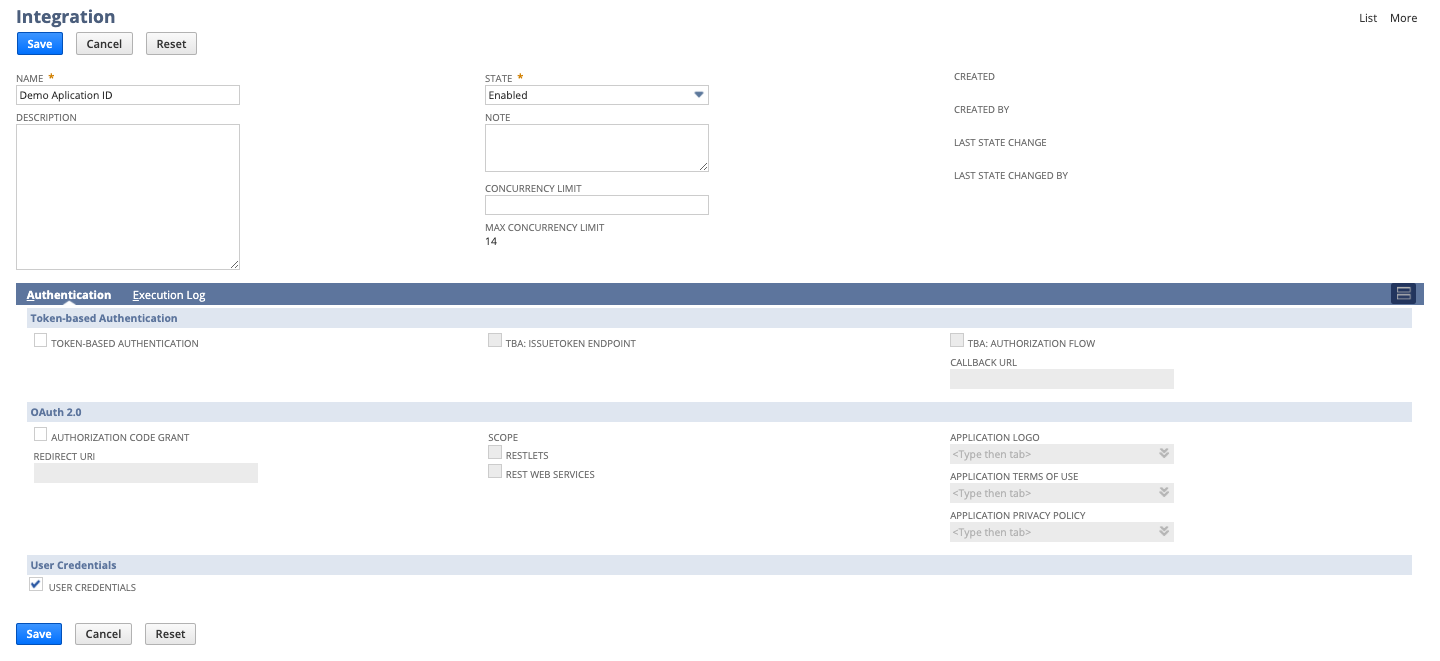 Integration
List More
Save Cancel Reset
NAME *
Demo Aplication ID
DESCRIPTION
STATE *
Enabled
NOTE
CONCURRENCY LIMIT
MAX CONCURRENCY LIMIT
14
CREATED
CREATED BY
LAST STATE CHANGE
LAST STATE CHANGED BY
Authentication Execution Log
Token-based Authentication
TOKEN-BASED AUTHENTICATION
TBA: ISSUETOKEN ENDPOINT
TBA: AUTHORIZATION FLOW
CALLBACK URL
OAuth 2.0
AUTHORIZATION CODE GRANT
REDIRECT URI
SCOPE
RESTLETS
REST WEB SERVICES
APPLICATION LOGO
<Type then tab>
APPLICATION TERMS OF USE
<Type then tab>
APPLICATION PRIVACY POLICY
<Type then tab>
User Credentials
USER CREDENTIALS
Save Cancel Reset